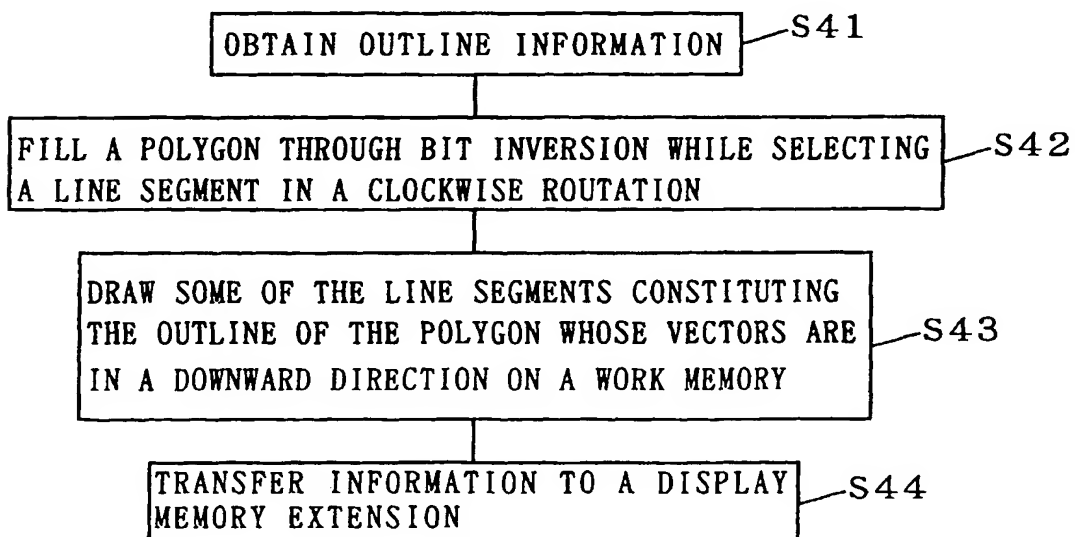 OBTAIN OUTLINE INFORMATION
S41
FILL A POLYGON THROUGH BIT INVERSION WHILE SELECTING
A LINE SEGMENT IN A CLOCKWISE ROUTATION
S42
DRAW SOME OF THE LINE SEGMENTS CONSTITUTING
THE OUTLINE OF THE POLYGON WHOSE VECTORS ARE
IN A DOWNWARD DIRECTION ON A WORK MEMORY
S43
TRANSFER INFORMATION TO A DISPLAY
MEMORY EXTENSION
S44